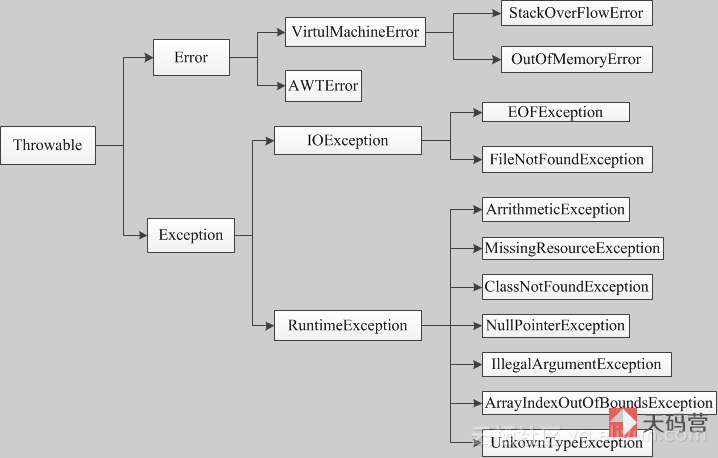 StackOverFlowError
VirtulMachineError
Error
OutOfMemoryError
AWTError
EOFException
IOException
Throwable
FileNotFoundException
ArrithmeticException
Exception
MissingResourceException
ClassNotFoundException
RuntimeException
NullPointerException
IllegalArgumentException
ArrayIndexOutOfBoundsException
天码营
UnkownTypeException